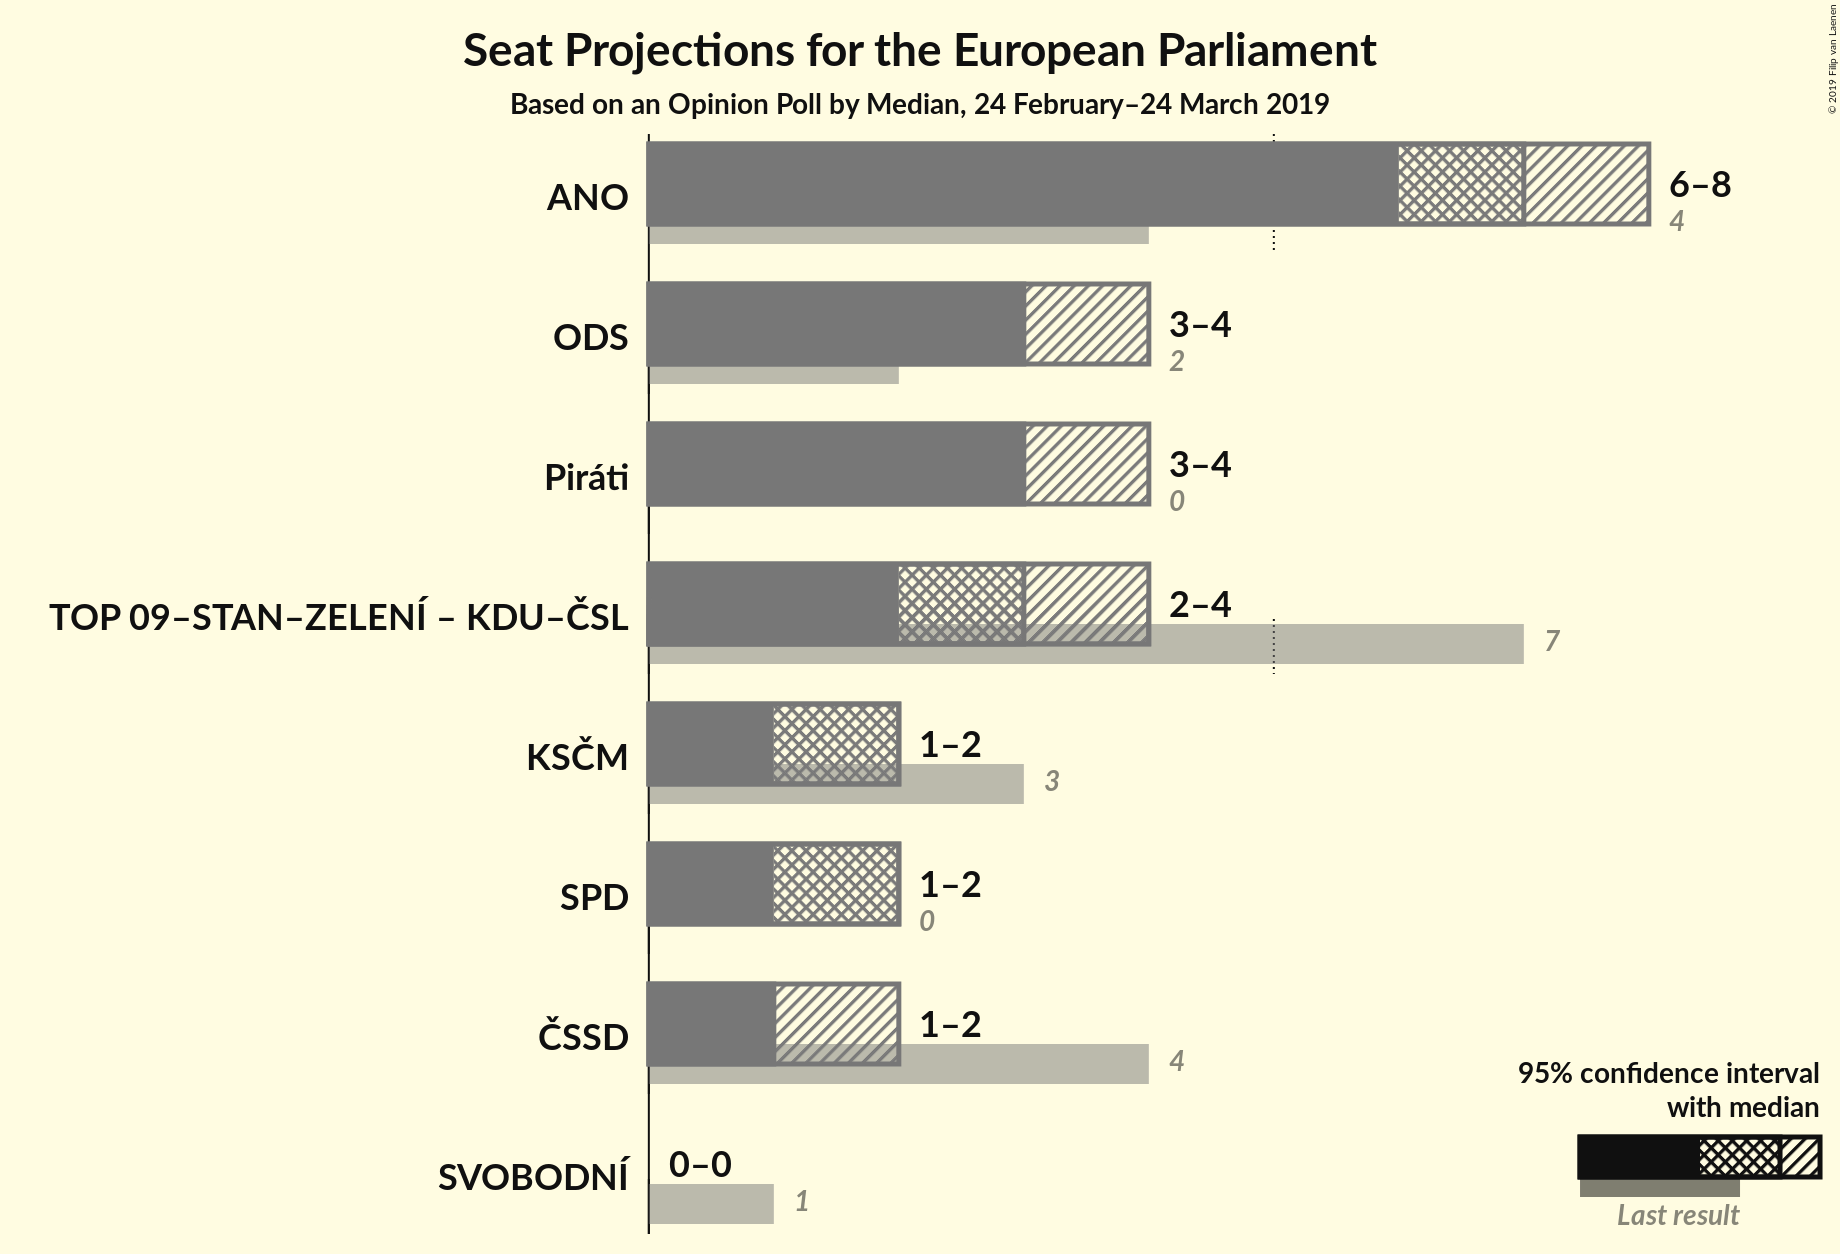 Seat Projections for the European Parliament
Based on an Opinion Poll by Median, 24 February–24 March 2019
© 2019 Filip van Laenen
ANO
6–8
4
ODS
3–4
2
Piráti
3–4
0
TOP 09–STAN–ZELENÍ – KDU–ČSL
2–4
7
KSČM
1–2
3
SPD
1–2
0
ČSSD
1–2
4
SVOBODNÍ
0–0
1
95% confidence interval
with median
Last result